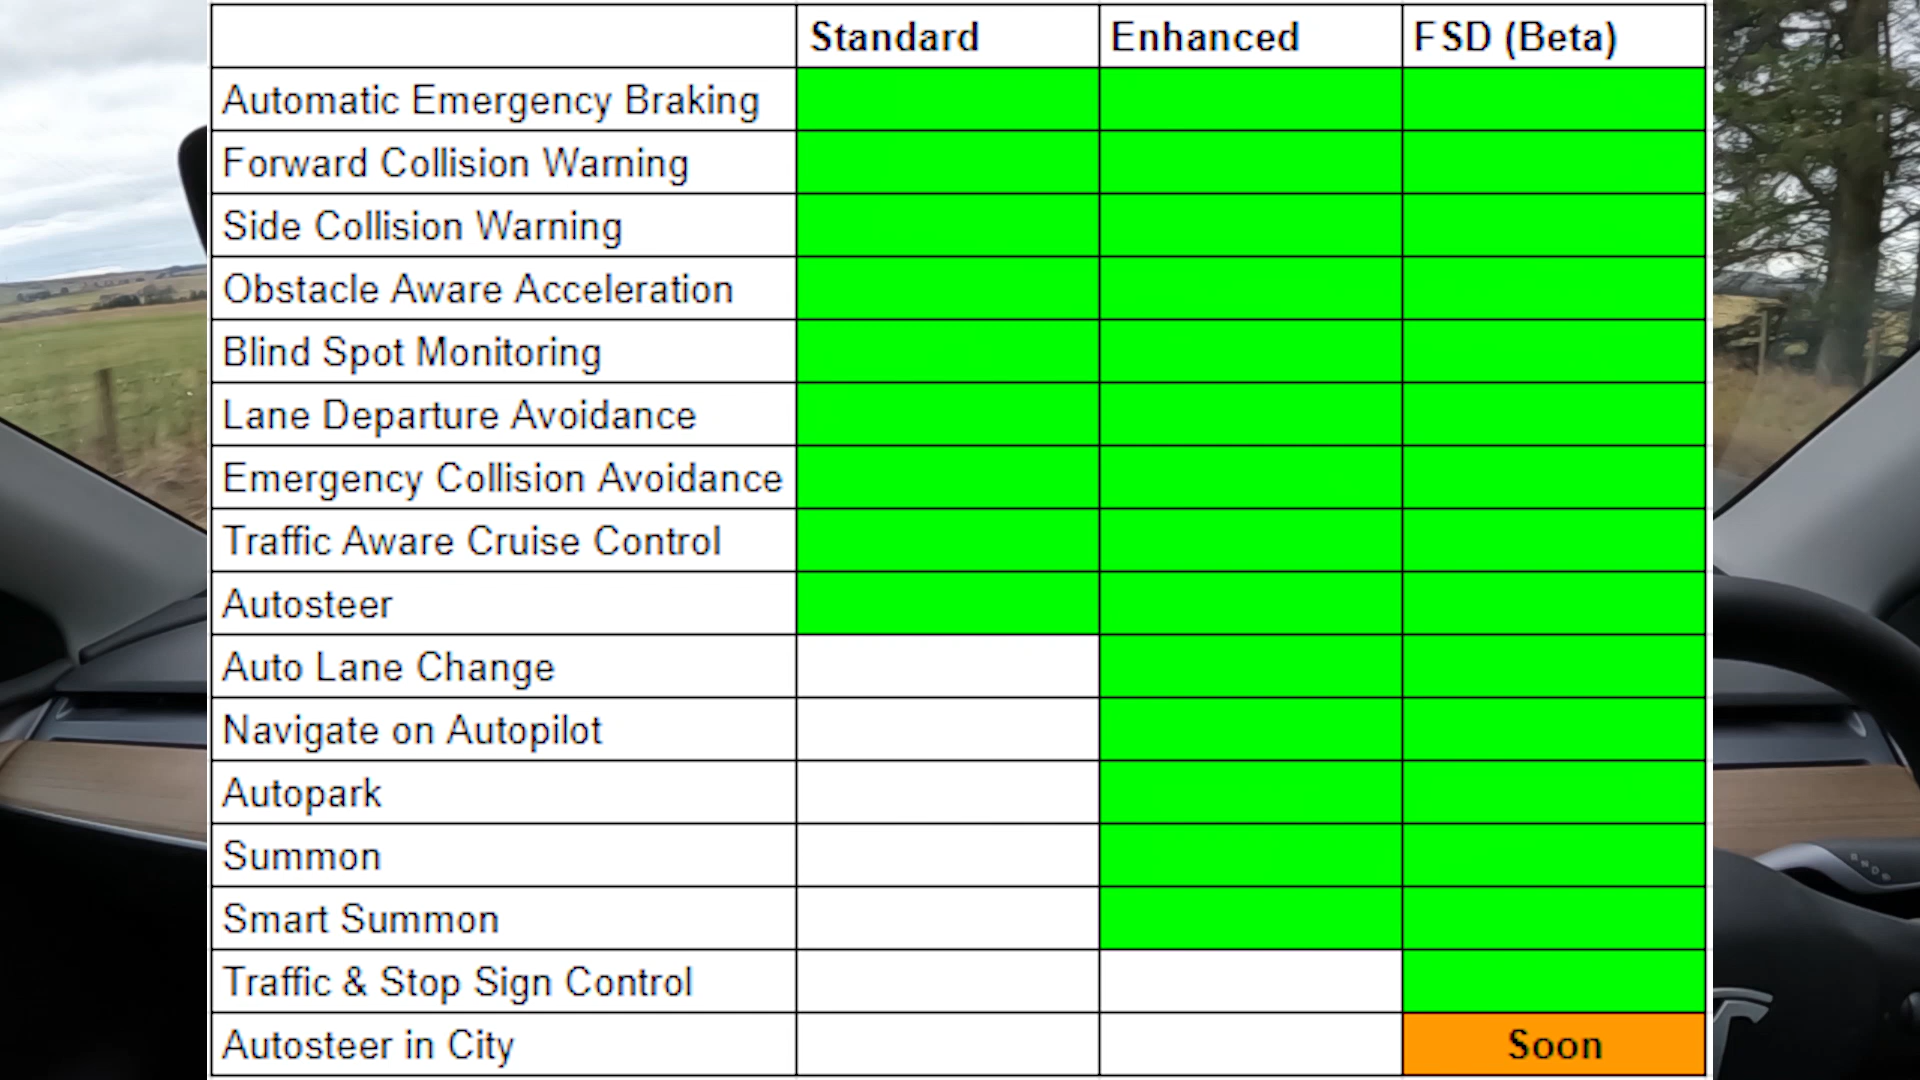 Standard Enhanced FSD (Beta)
Automatic Emergency Braking
Forward Collision Warning
Side Collision Warning
Obstacle Aware Acceleration
Blind Spot Monitoring
Lane Departure Avoidance
Emergency Collision Avoidance
Traffic Aware Cruise Control
Autosteer
Auto Lane Change
Navigate on Autopilot
Autopark
Summon
Smart Summon
Traffic & Stop Sign Control
Autosteer in City Soon